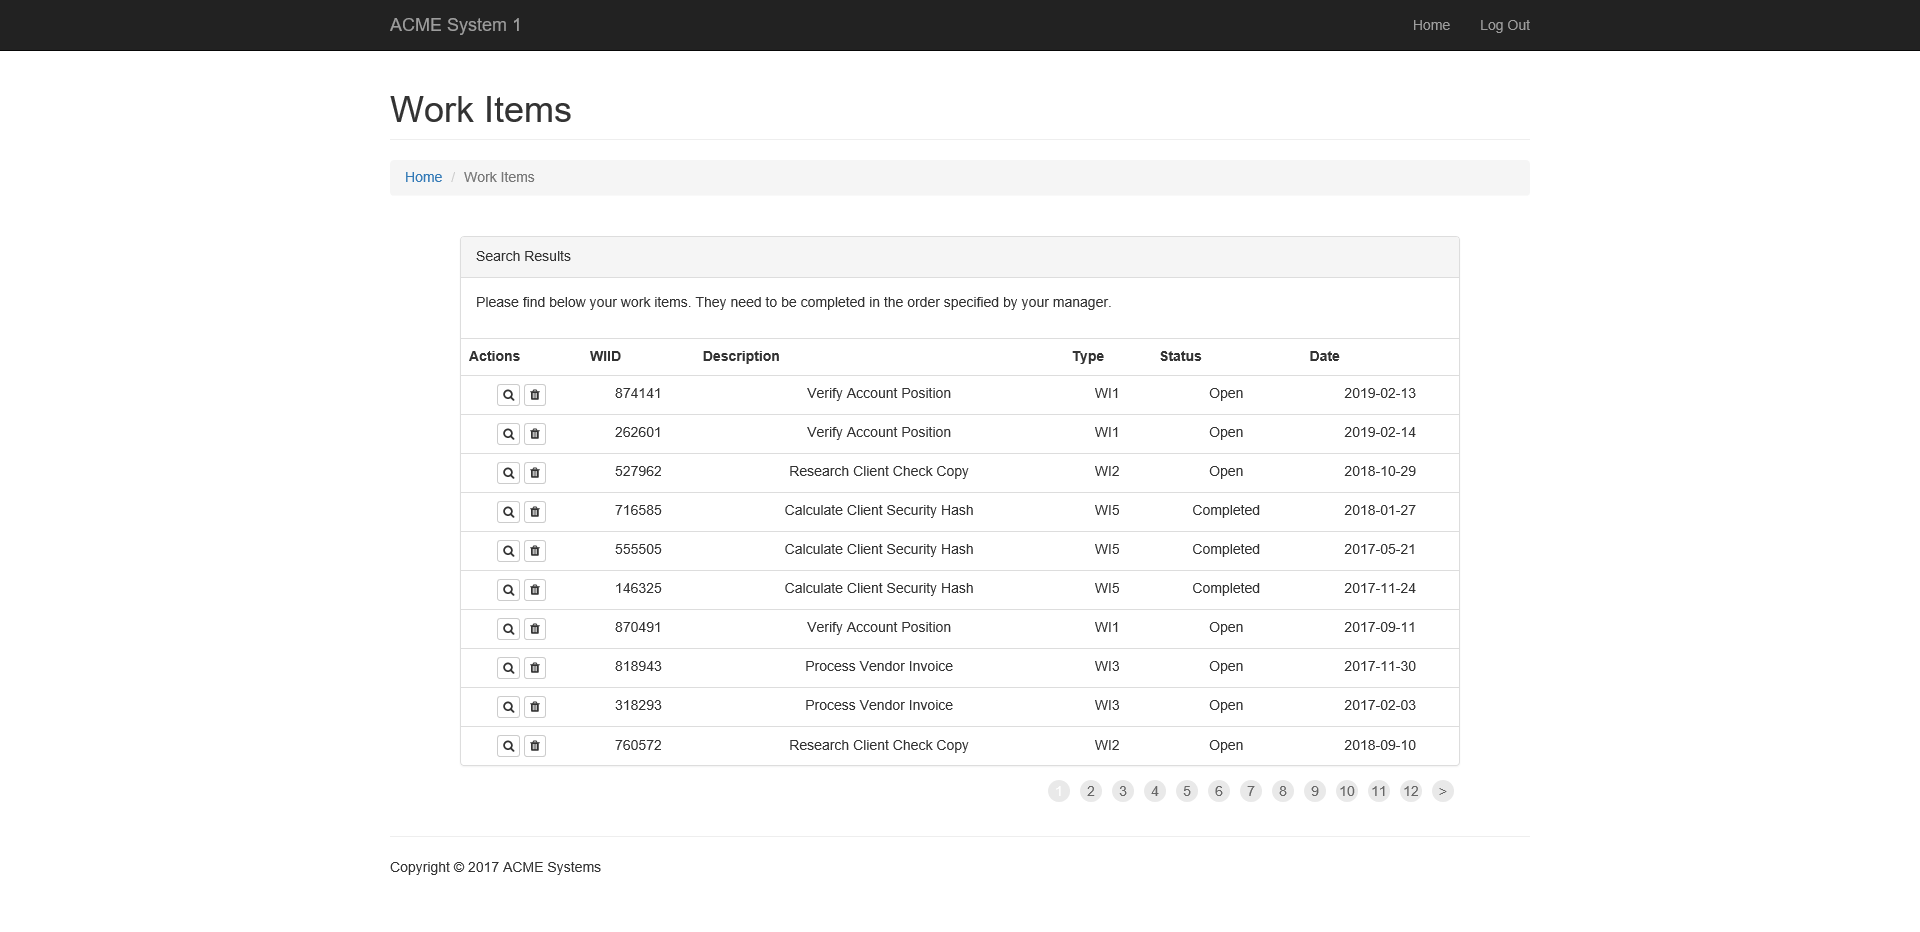 ACME System 1 Home Log Out
Work Items
Home / Work Items
Search Results
Please find below your work items. They need to be completed in the order specified by your manager.
Actions WIID Description Type Status Date
874141 Verify Account Position WI1 Open 2019-02-13
262601 Verify Account Position WI1 Open 2019-02-14
527962 Research Client Check Copy WI2 Open 2018-10-29
716585 Calculate Client Security Hash WI5 Completed 2018-01-27
555505 Calculate Client Security Hash WI5 Completed 2017-05-21
146325 Calculate Client Security Hash WI5 Completed 2017-11-24
870491 Verify Account Position WI1 Open 2017-09-11
818943 Process Vendor Invoice WI3 Open 2017-11-30
318293 Process Vendor Invoice WI3 Open 2017-02-03
760572 Research Client Check Copy WI2 Open 2018-09-10
1 2 3 4 5 6 7 8 9 10 11 12 >
Copyright © 2017 ACME Systems